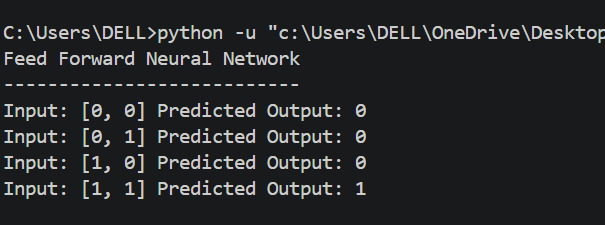 C:\Users\DELL>python -u "c:\Users\DELL\OneDrive\Desktop
Feed Forward Neural Network
---------------------------
Input: [0, 0] Predicted Output: 0
Input: [0, 1] Predicted Output: 0
Input: [1, 0] Predicted Output: 0
Input: [1, 1] Predicted Output: 1